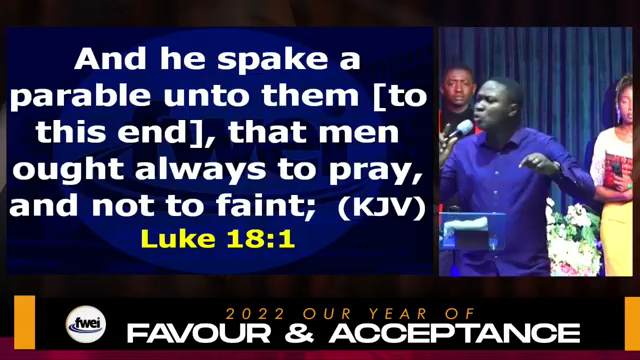 And he spake a
parable unto them [to
this end], that men
ought always to pray,
and not to faint; (KJV)
Luke 18:1
fwei
2022 OUR YEAR OF
FAVOUR & ACCEPTANCE